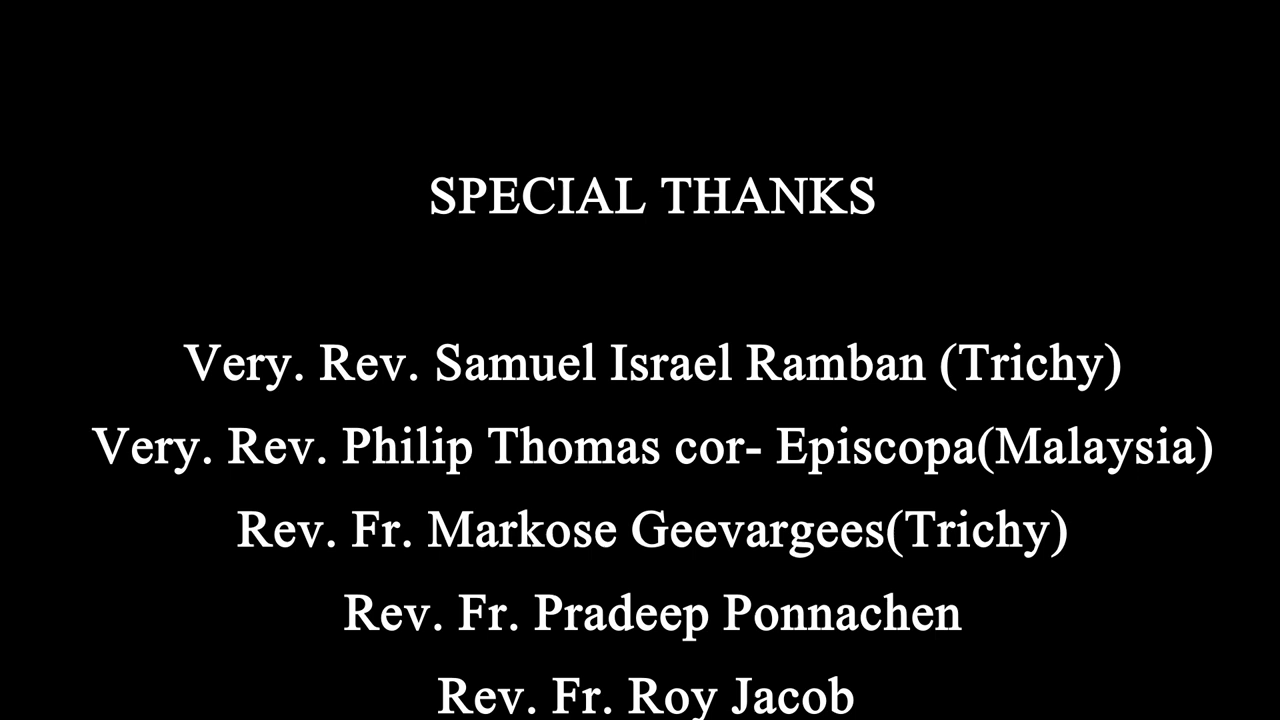 SPECIAL THANKS
Very. Rev. Samuel Israel Ramban (Trichy)
Very. Rev. Philip Thomas cor- Episcopa(Malaysia)
Rev. Fr. Markose Geevargees(Trichy)
Rev. Fr. Pradeep Ponnachen
Rev. Fr. Roy Jacob